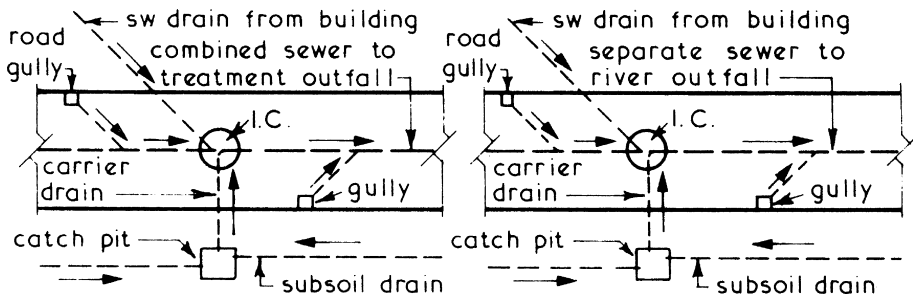 sw drain from building
road
gully
combined sewer to
treatment outfall
I.C.
carrier
drain
gully
catch pit
subsoil drain
sw drain from building
road
gully
separate sewer to
river outfall
I.C.
carrier
drain
gully
catch pit
subsoil drain